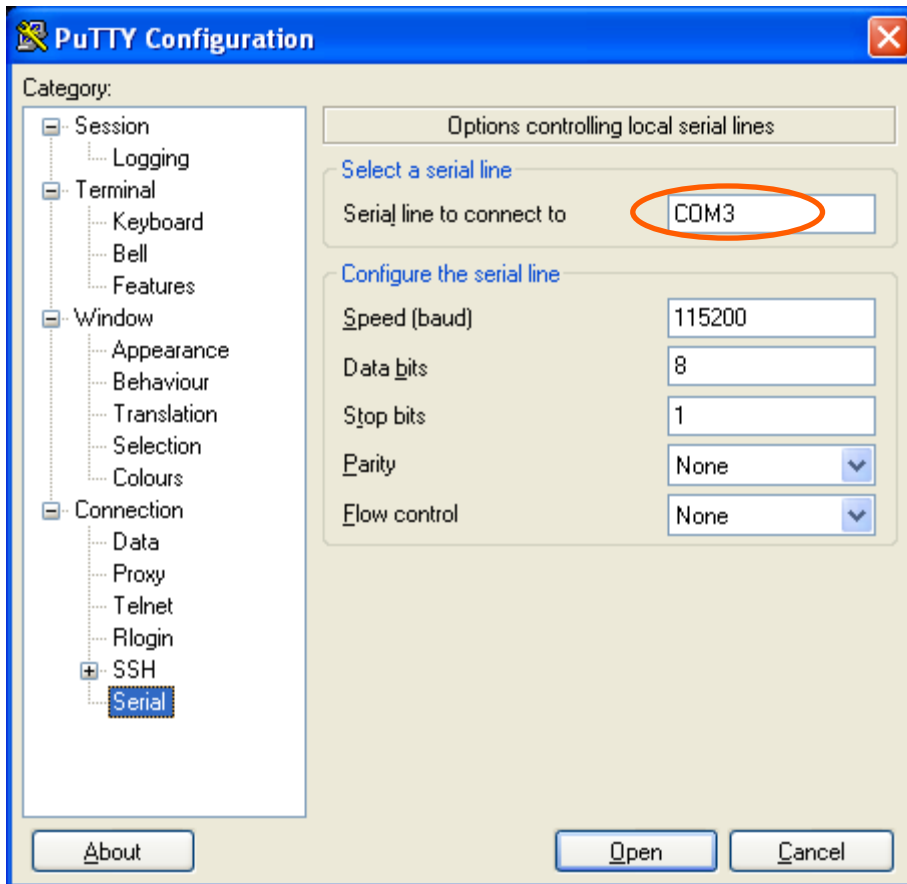 PuTTY Configuration
Category:
Session
Logging
Terminal
Keyboard
Bell
Features
Window
Appearance
Behaviour
Translation
Selection
Colours
Connection
Data
Proxy
Telnet
Rlogin
SSH
Serial
Options controlling local serial lines
Select a serial line
Serial line to connect to COM3
Configure the serial line
Speed (baud) 115200
Data bits 8
Stop bits 1
Parity None
Flow control None
About Open Cancel